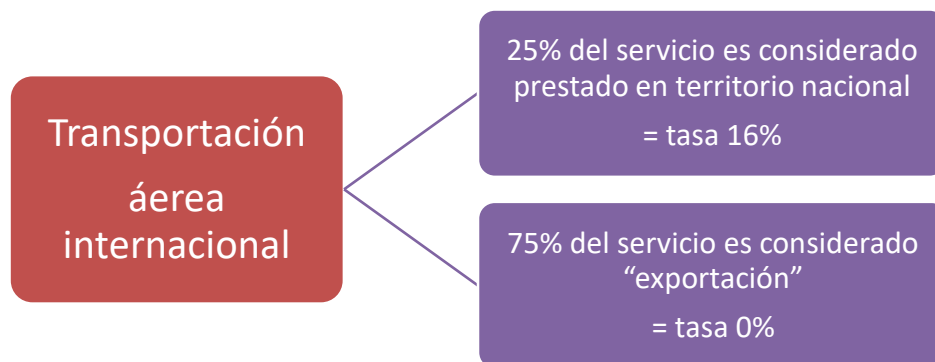 Transportación
áerea
internacional
25% del servicio es considerado
prestado en territorio nacional
= tasa 16%
75% del servicio es considerado
“exportación”
= tasa 0%